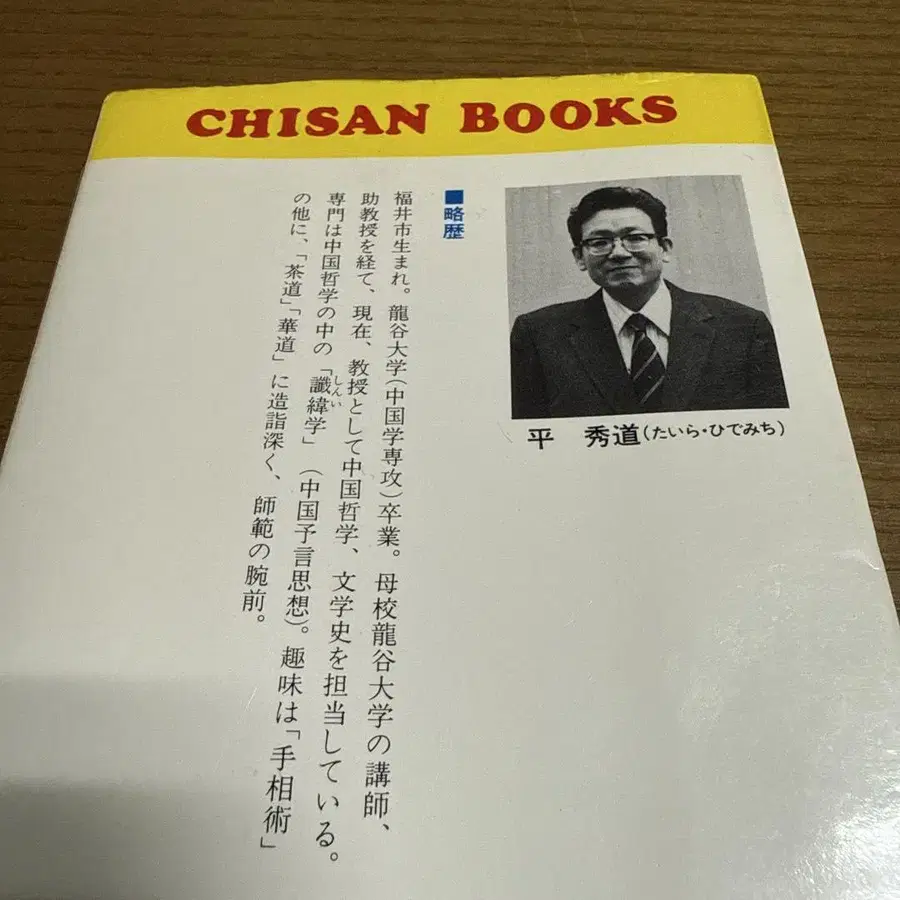 CHISAN BOOKS
平 秀道(たいら・ひでみち)
■略歴
福井市生まれ。龍谷大学(中国学専攻)卒業。母校龍谷大学の講師、
助教授を経て、現在、教授として中国哲学、文学史を担当している。
専門は中国哲学の中の「讖緯学」(中国予言思想)。趣味は「手相術」
しんい
の他に、「茶道」「華道」に造詣深く、師範の腕前。